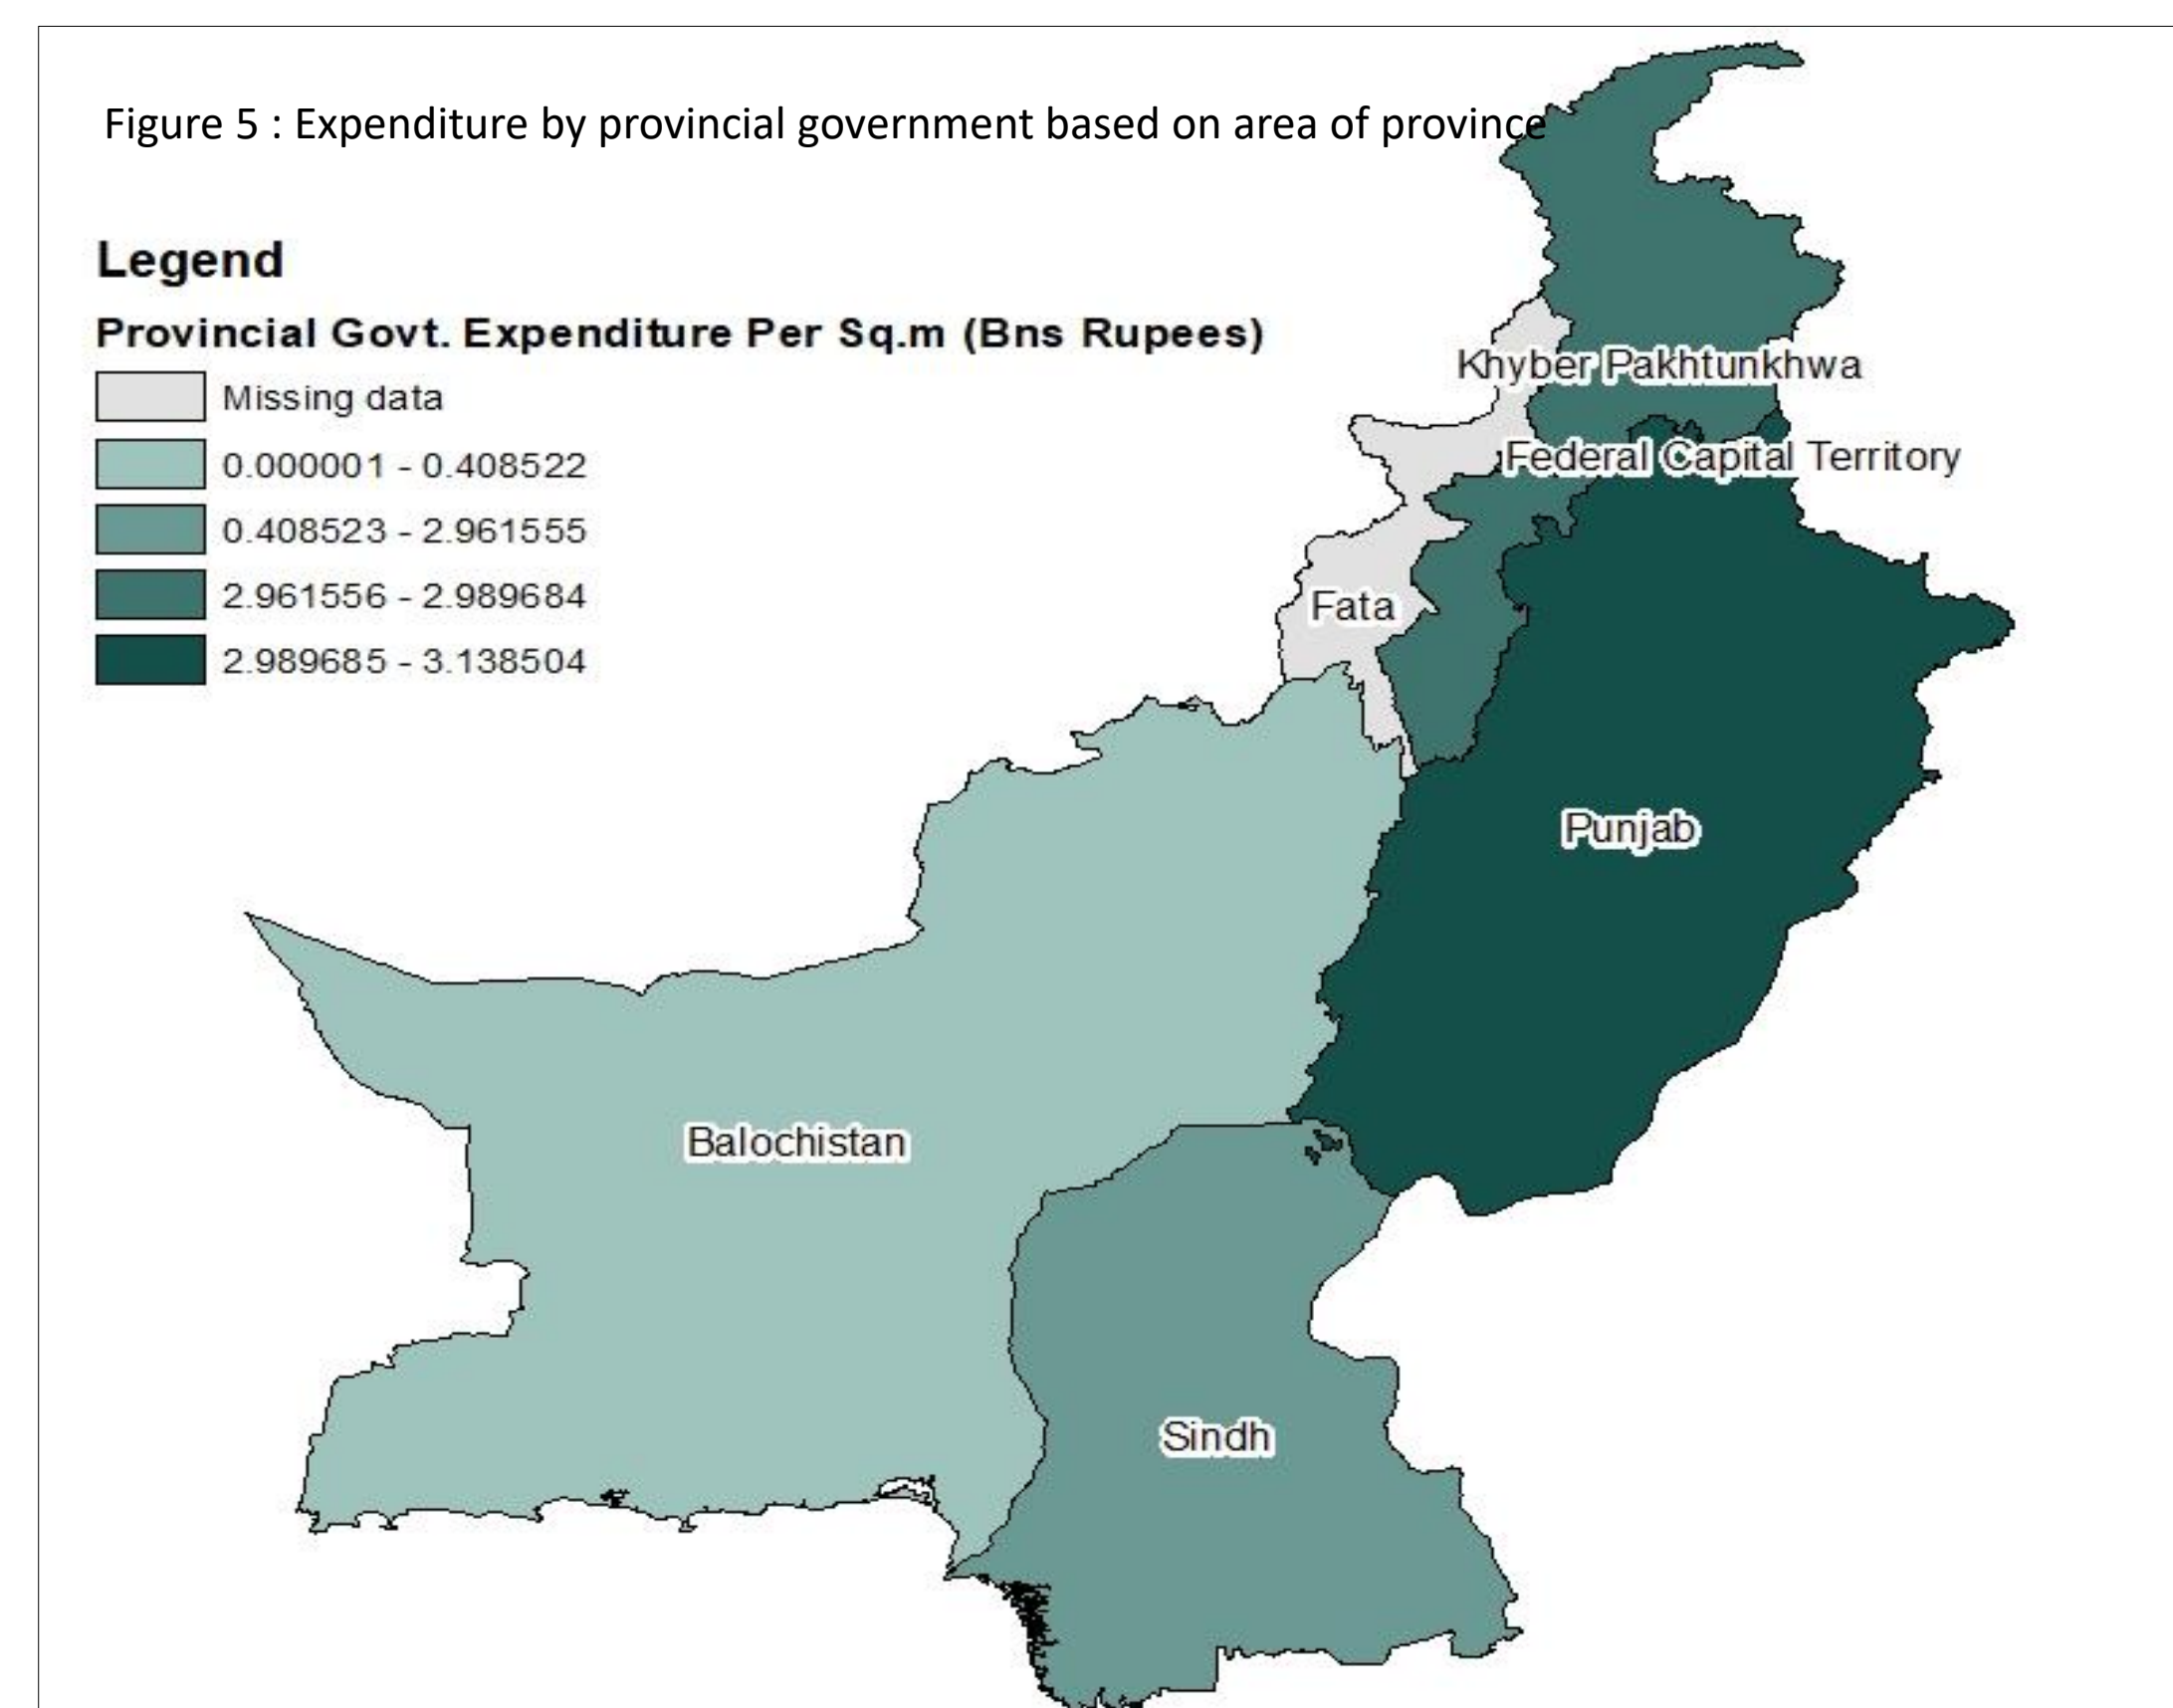 Figure 5 : Expenditure by provincial government based on area of province
Legend
Provincial Govt. Expenditure Per Sq.m (Bns Rupees)
Missing data
0.000001 - 0.408522
0.408523 - 2.961555
2.961556 - 2.989684
2.989685 - 3.138504
Khyber Pakhtunkhwa
Federal Capital Territory
Fata
Punjab
Balochistan
Sindh